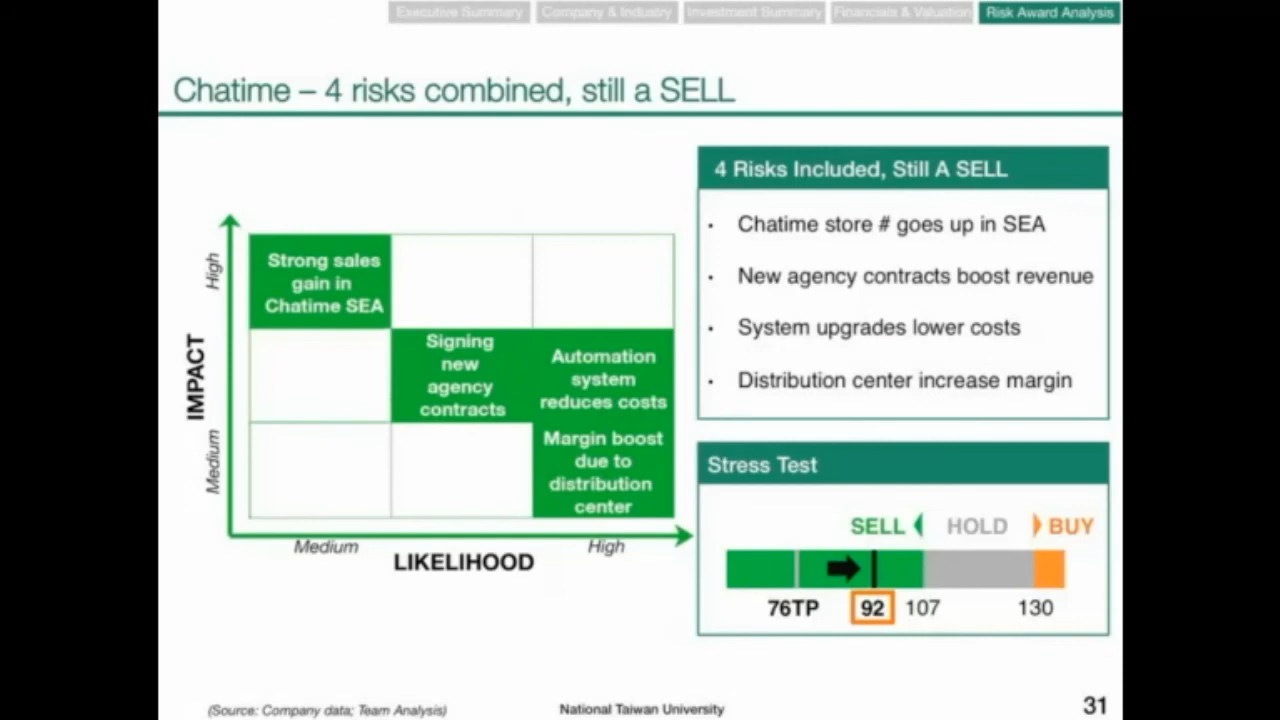 Executive Summary
Company & Industry
Investment Summary
Financials & Valuation
Risk Award Analysis
Chatime – 4 risks combined, still a SELL
IMPACT
High
Medium
Strong sales
gain in
Chatime SEA
Signing
new
agency
contracts
Automation
system
reduces costs
Margin boost
due to
distribution
center
Medium
High
LIKELIHOOD
4 Risks Included, Still A SELL
· Chatime store # goes up in SEA
· New agency contracts boost revenue
· System upgrades lower costs
· Distribution center increase margin
Stress Test
SELL HOLD BUY
76TP 92 107 130
(Source: Company data; Team Analysis)
National Taiwan University
31